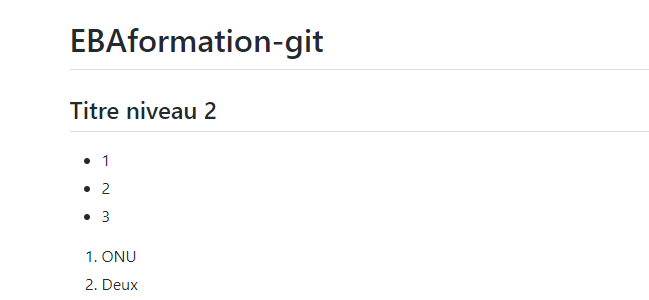 EBAformation-git
Titre niveau 2
• 1
• 2
• 3
1. ONU
2. Deux